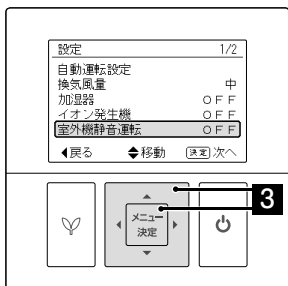 設定 1/2
自動運転設定
換気風量 中
加湿器 OFF
イオン発生機 OFF
室外機静音運転 OFF
◀戻る ◆移動 決定 次へ
3
メニュー
決定